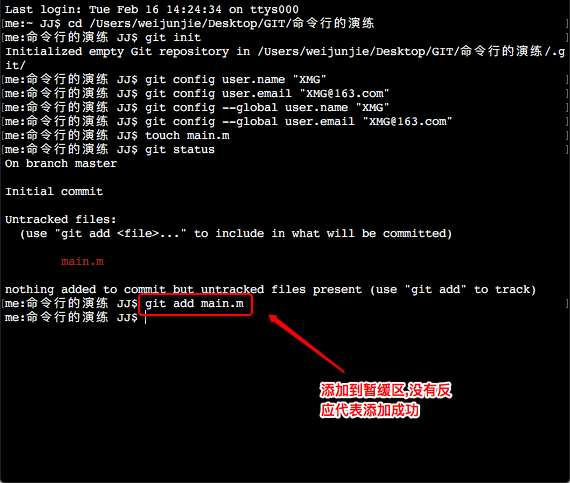 Last login: Tue Feb 16 14:24:34 on ttys000
[me:~ JJ$ cd /Users/weijunjie/Desktop/GIT/命令行的演练 ]
[me:命令行的演练 JJ$ git init ]
Initialized empty Git repository in /Users/weijunjie/Desktop/GIT/命令行的演练/.g
it/
[me:命令行的演练 JJ$ git config user.name "XMG" ]
[me:命令行的演练 JJ$ git config user.email "XMG@163.com" ]
[me:命令行的演练 JJ$ git config --global user.name "XMG" ]
[me:命令行的演练 JJ$ git config --global user.email "XMG@163.com" ]
[me:命令行的演练 JJ$ touch main.m ]
[me:命令行的演练 JJ$ git status ]
On branch master
Initial commit
Untracked files:
(use "git add <file>..." to include in what will be committed)
main.m
nothing added to commit but untracked files present (use "git add" to track)
[me:命令行的演练 JJ$ git add main.m ]
me:命令行的演练 JJ$
添加到暂缓区,没有反
应代表添加成功